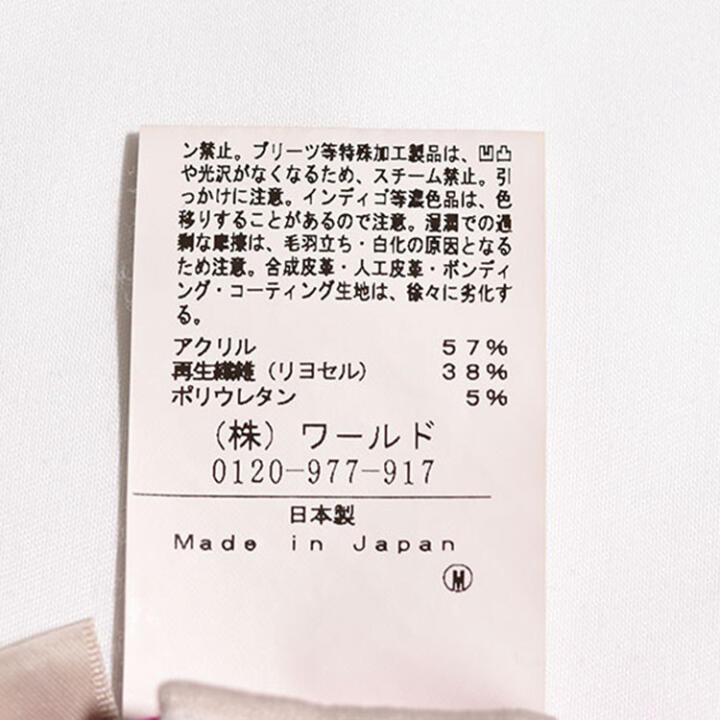 ン禁止。プリーツ等特殊加工製品は、凹凸
や光沢がなくなるため、スチーム禁止。引
っかけに注意。インディゴ等濃色品は、色
移りすることがあるので注意。湿潤での過
剰な摩擦は、毛羽立ち・白化の原因となる
ため注意。合成皮革・人工皮革・ボンディ
ング・コーティング生地は、徐々に劣化す
る。
アクリル 57%
再生繊維（リヨセル） 38%
ポリウレタン 5%
（株）ワールド
0120-977-917
日本製
Made in Japan
M